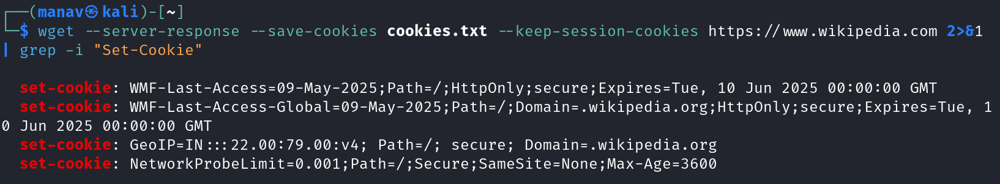 ┌──(manav㉿kali)-[~]
└─$ wget --server-response --save-cookies cookies.txt --keep-session-cookies https://www.wikipedia.com 2>&1
| grep -i "Set-Cookie"
set-cookie: WMF-Last-Access=09-May-2025;Path=/;HttpOnly;secure;Expires=Tue, 10 Jun 2025 00:00:00 GMT
set-cookie: WMF-Last-Access-Global=09-May-2025;Path=/;Domain=.wikipedia.org;HttpOnly;secure;Expires=Tue, 1
0 Jun 2025 00:00:00 GMT
set-cookie: GeoIP=IN:::22.00:79.00:v4; Path=/; secure; Domain=.wikipedia.org
set-cookie: NetworkProbeLimit=0.001;Path=/;Secure;SameSite=None;Max-Age=3600